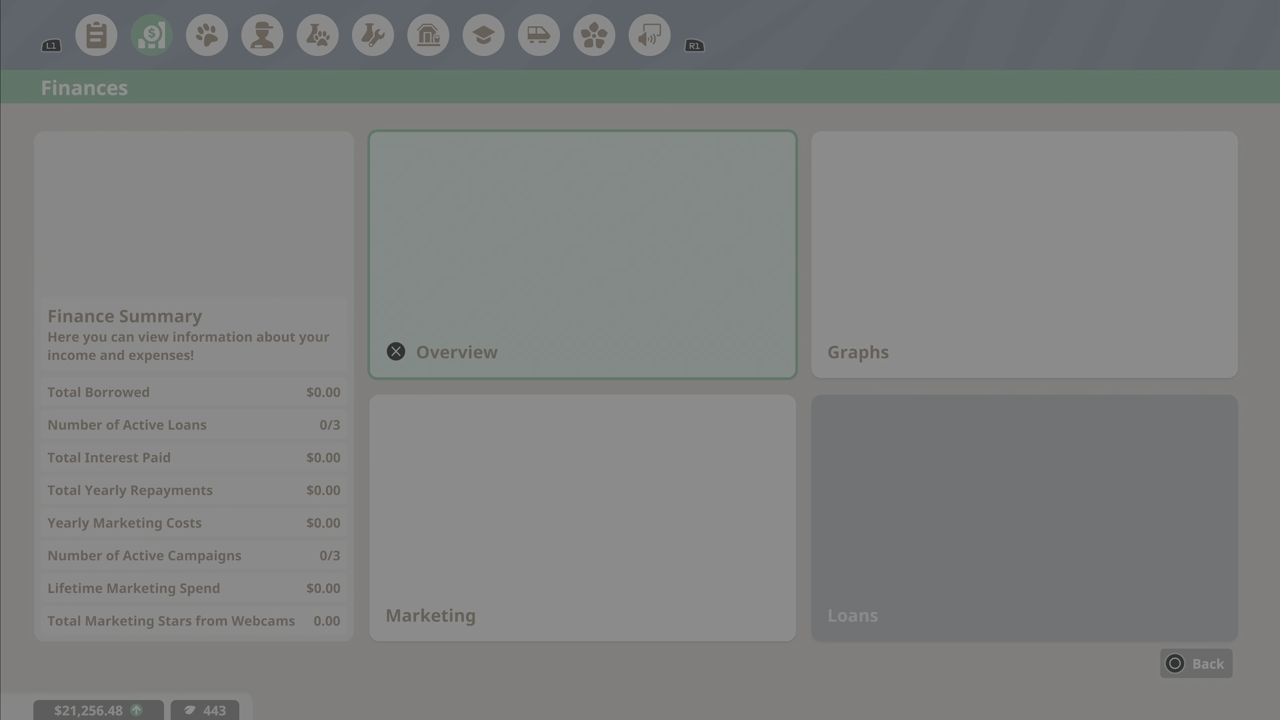 L1
R1
Finances
Finance Summary
Here you can view information about your
income and expenses!
Total Borrowed $0.00
Number of Active Loans 0/3
Total Interest Paid $0.00
Total Yearly Repayments $0.00
Yearly Marketing Costs $0.00
Number of Active Campaigns 0/3
Lifetime Marketing Spend $0.00
Total Marketing Stars from Webcams 0.00
Overview
Graphs
Marketing
Loans
Back
$21,256.48 443